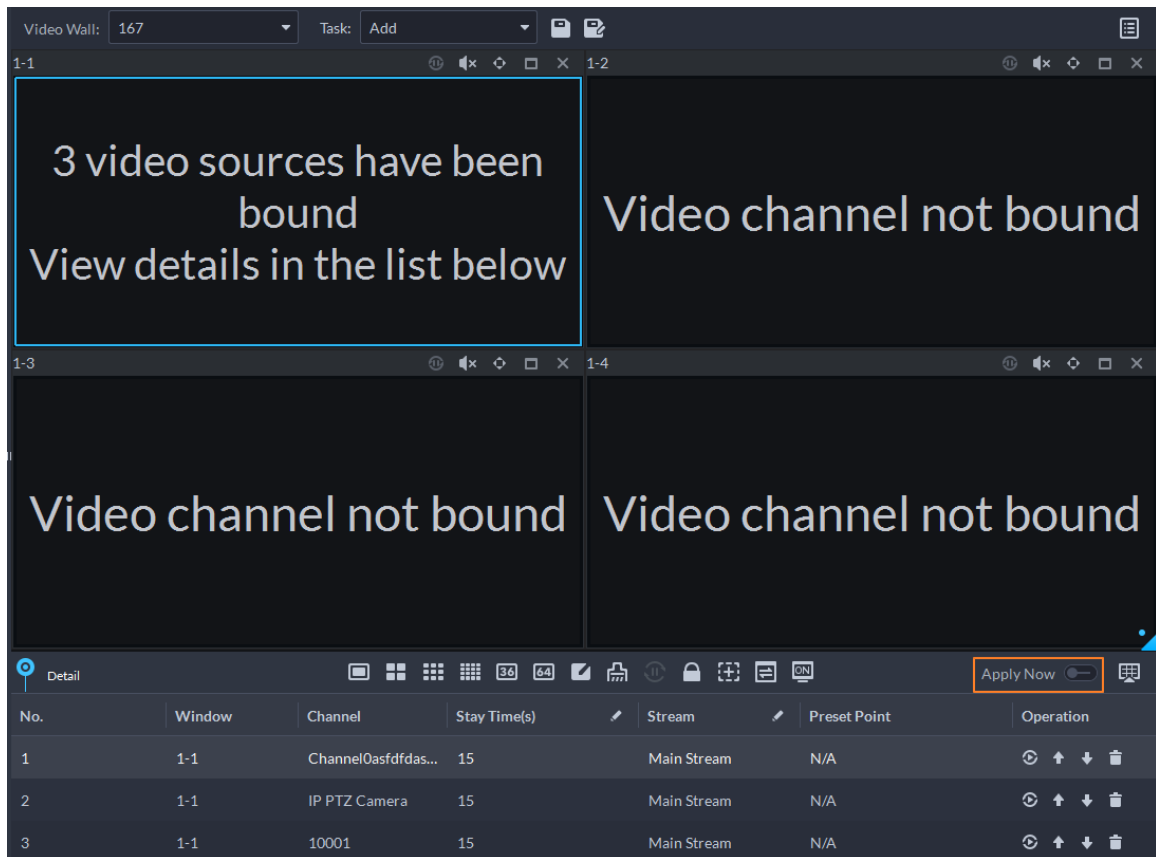 Video Wall: 167 Task: Add
1-1
1-2
3 video sources have been
bound
View details in the list below
Video channel not bound
1-3
1-4
Video channel not bound
Video channel not bound
Detail 36 64 ON Apply Now
No. Window Channel Stay Time(s) Stream Preset Point Operation
1 1-1 Channel0asfdfdas... 15 Main Stream N/A
2 1-1 IP PTZ Camera 15 Main Stream N/A
3 1-1 10001 15 Main Stream N/A